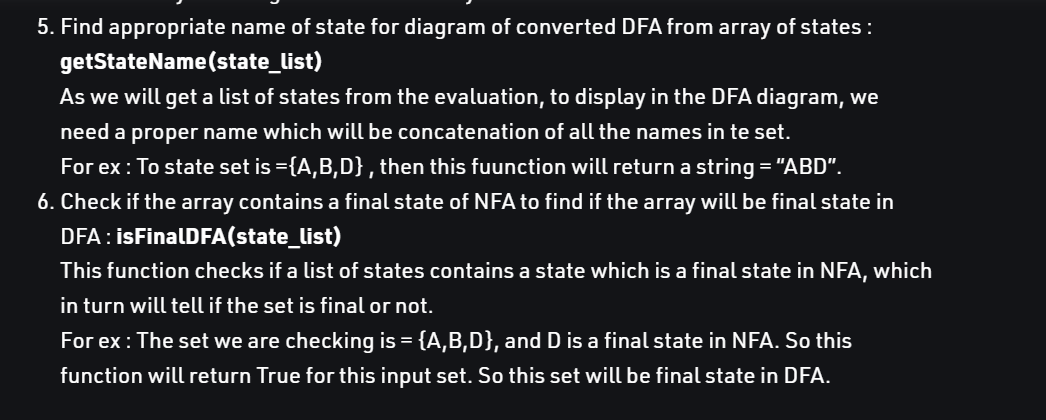 5. Find appropriate name of state for diagram of converted DFA from array of states :
getStateName(state_list)
As we will get a list of states from the evaluation, to display in the DFA diagram, we
need a proper name which will be concatenation of all the names in te set.
For ex : To state set is ={A,B,D} , then this fuunction will return a string = “ABD”.
6. Check if the array contains a final state of NFA to find if the array will be final state in
DFA : isFinalDFA(state_list)
This function checks if a list of states contains a state which is a final state in NFA, which
in turn will tell if the set is final or not.
For ex : The set we are checking is = {A,B,D}, and D is a final state in NFA. So this
function will return True for this input set. So this set will be final state in DFA.